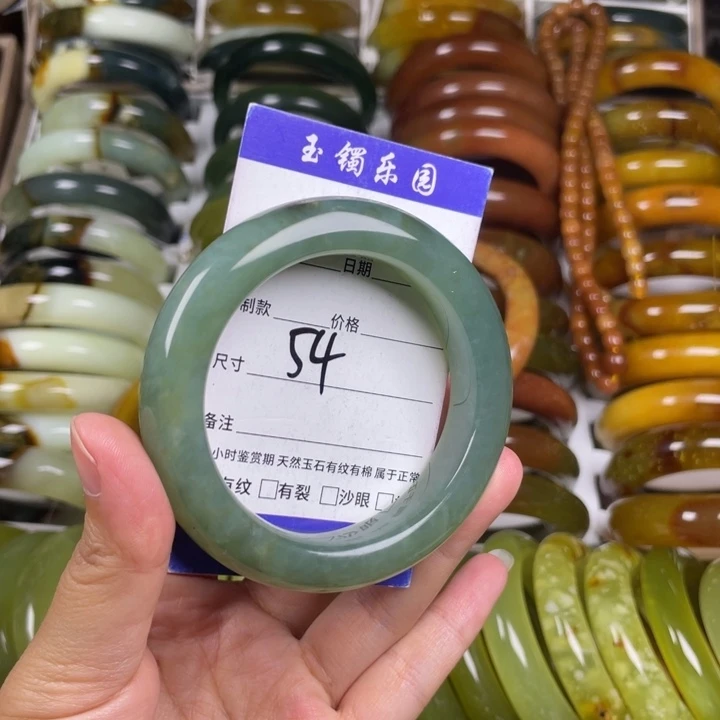 玉镯乐园
日期
制款 价格
尺寸 54
备注
小时鉴赏期 天然玉石有纹有棉 属于正常
有纹 □有裂 □沙眼 □